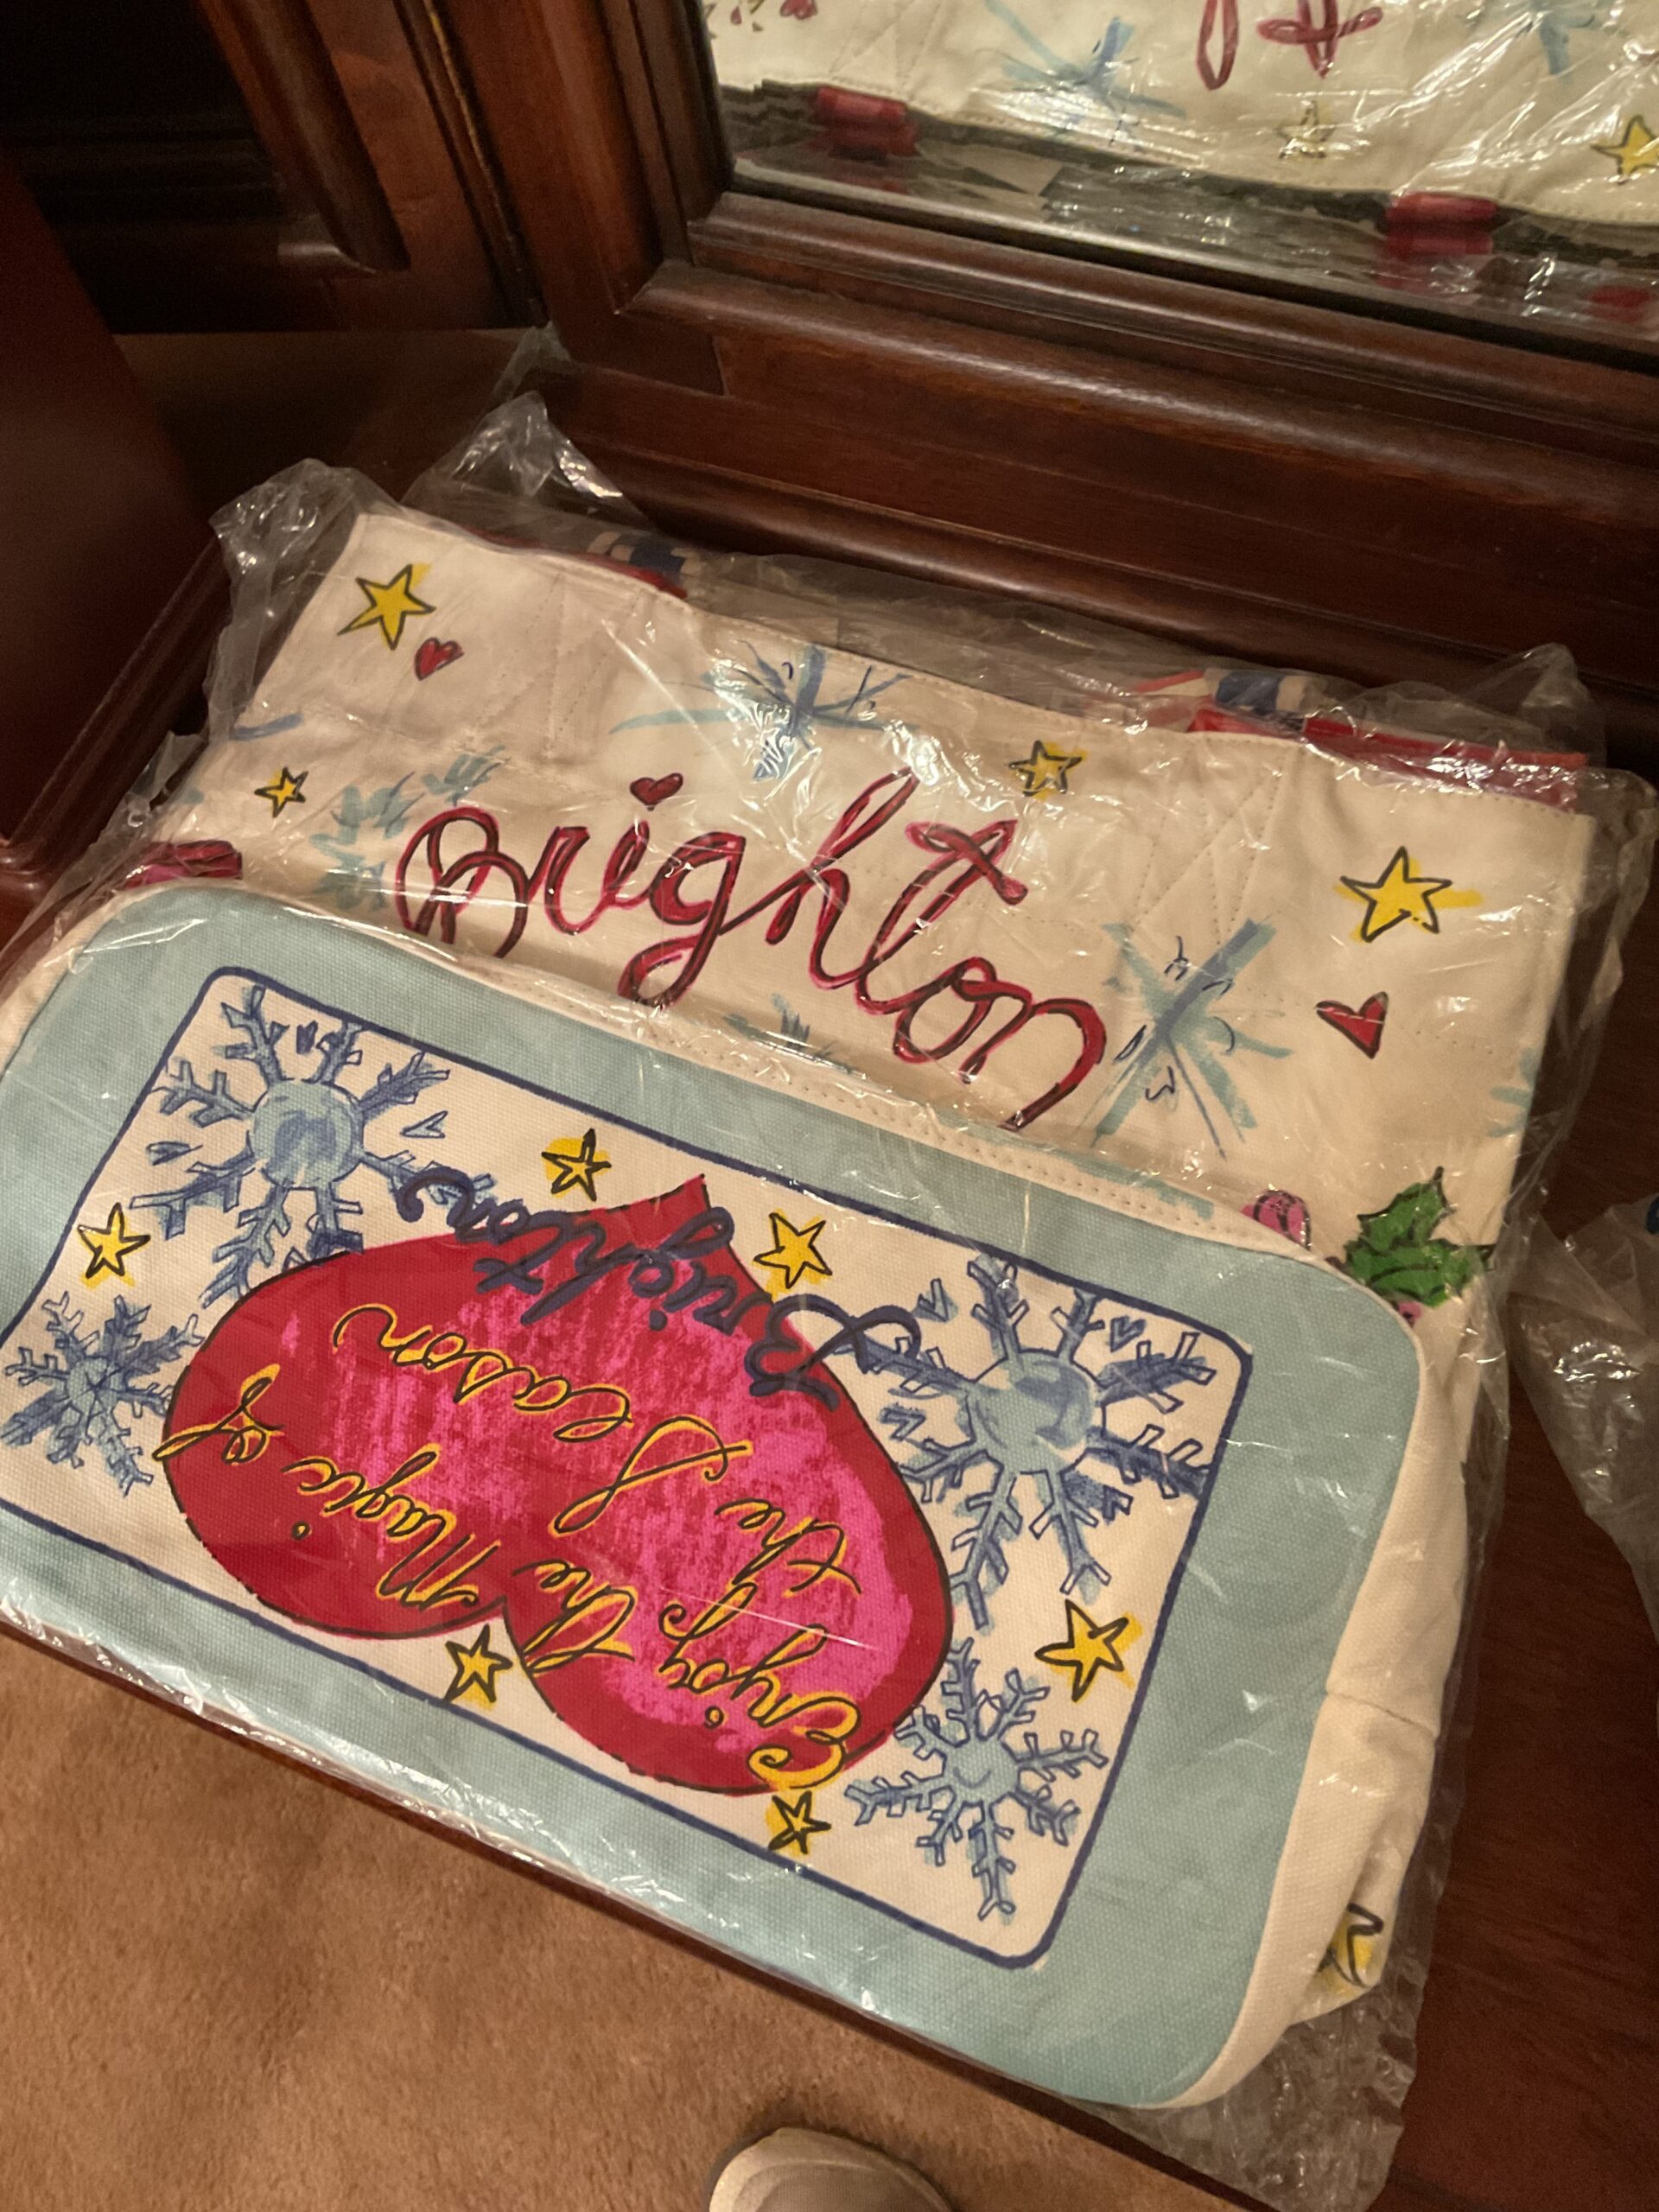 Brighton
Enjoy the Magic of
the Season
Brighton